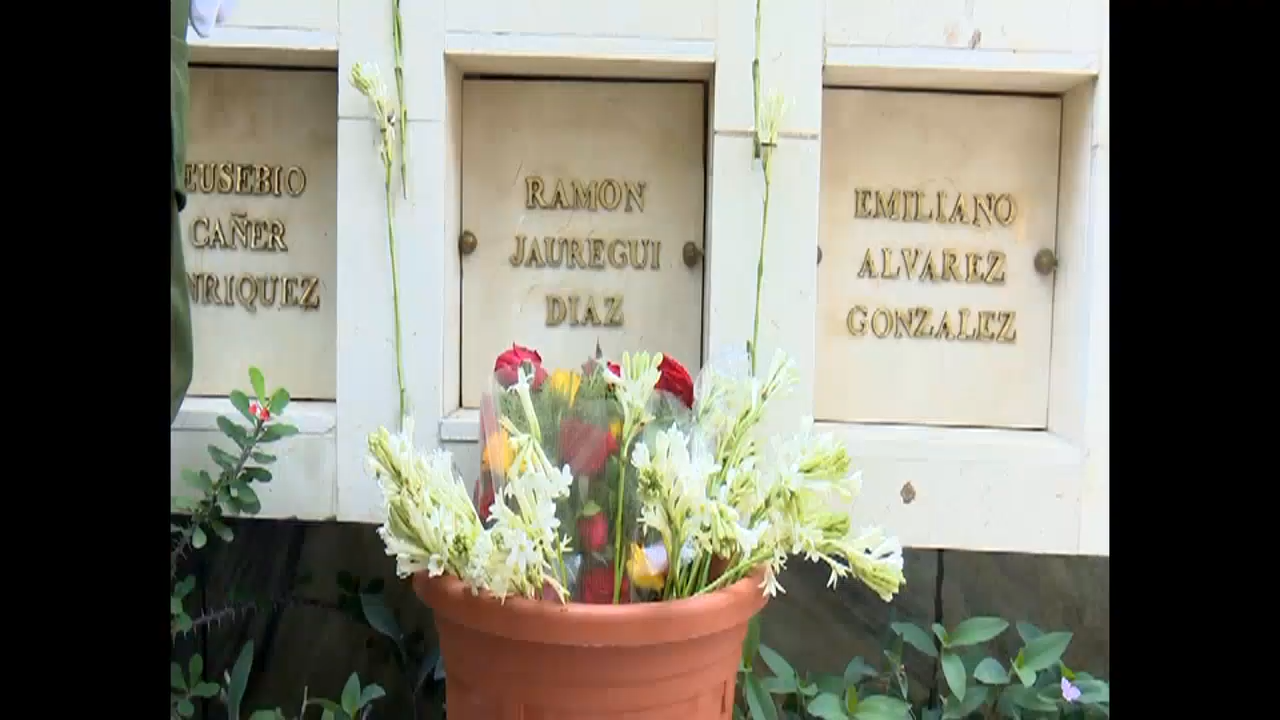 EUSEBIO
CAÑER
NRIQUEZ
RAMON
JAUREGUI
DIAZ
EMILIANO
ALVAREZ
GONZALEZ